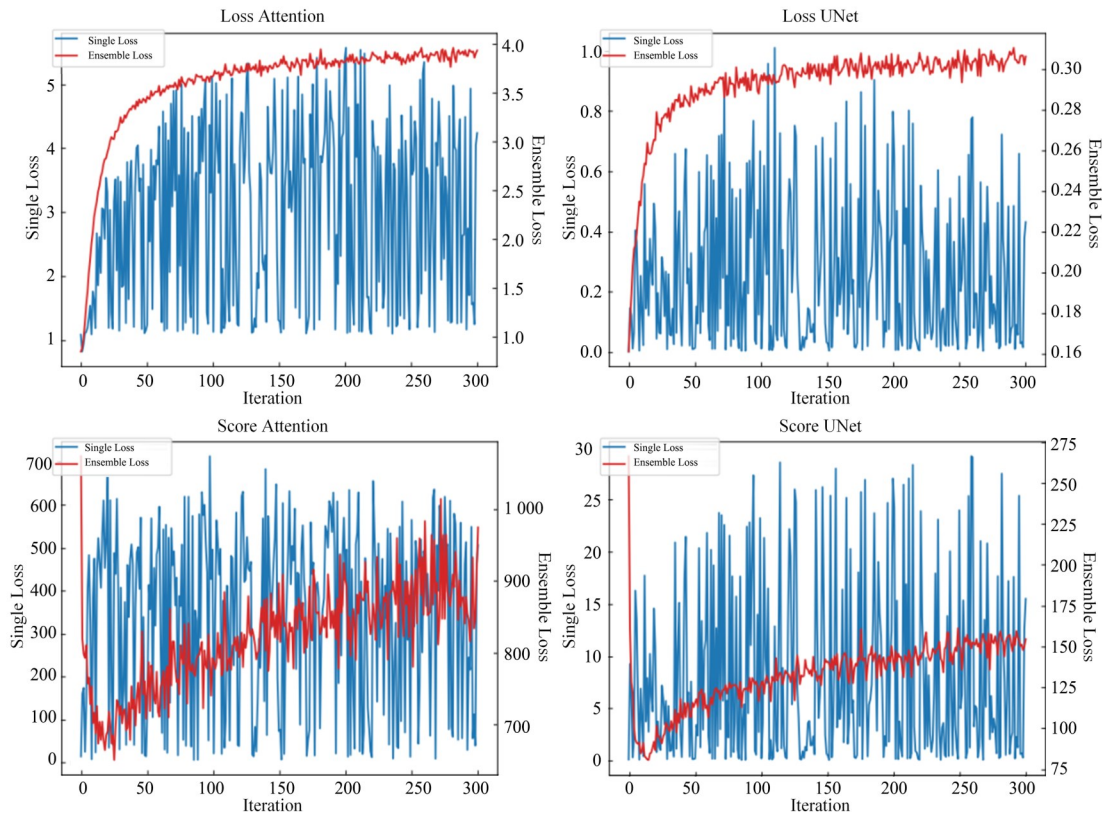 Loss Attention
Single Loss
Ensemble Loss
5
4
3
2
1
4.0
3.5
3.0
2.5
2.0
1.5
1.0
Single Loss
Ensemble Loss
0 50 100 150 200 250 300
Iteration
Loss UNet
Single Loss
Ensemble Loss
1.0
0.8
0.6
0.4
0.2
0.0
0.30
0.28
0.26
0.24
0.22
0.20
0.18
0.16
Single Loss
Ensemble Loss
0 50 100 150 200 250 300
Iteration
Score Attention
Single Loss
Ensemble Loss
700
600
500
400
300
200
100
0
1 000
900
800
700
Single Loss
Ensemble Loss
0 50 100 150 200 250 300
Iteration
Score UNet
Single Loss
Ensemble Loss
30
25
20
15
10
5
0
275
250
225
200
175
150
125
100
75
Single Loss
Ensemble Loss
0 50 100 150 200 250 300
Iteration